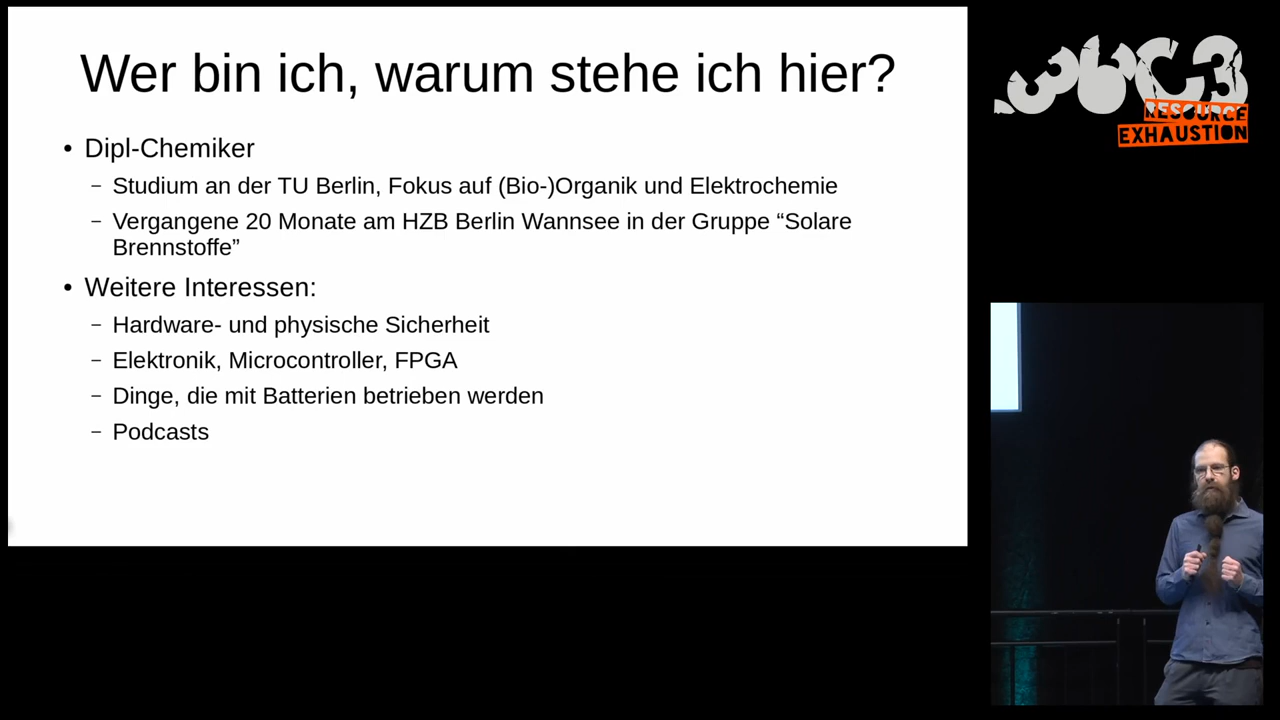 Wer bin ich, warum stehe ich hier?
• Dipl-Chemiker
– Studium an der TU Berlin, Fokus auf (Bio-)Organik und Elektrochemie
– Vergangene 20 Monate am HZB Berlin Wannsee in der Gruppe “Solare
Brennstoffe”
• Weitere Interessen:
– Hardware- und physische Sicherheit
– Elektronik, Microcontroller, FPGA
– Dinge, die mit Batterien betrieben werden
– Podcasts
36C3
RESOURCE
EXHAUSTION